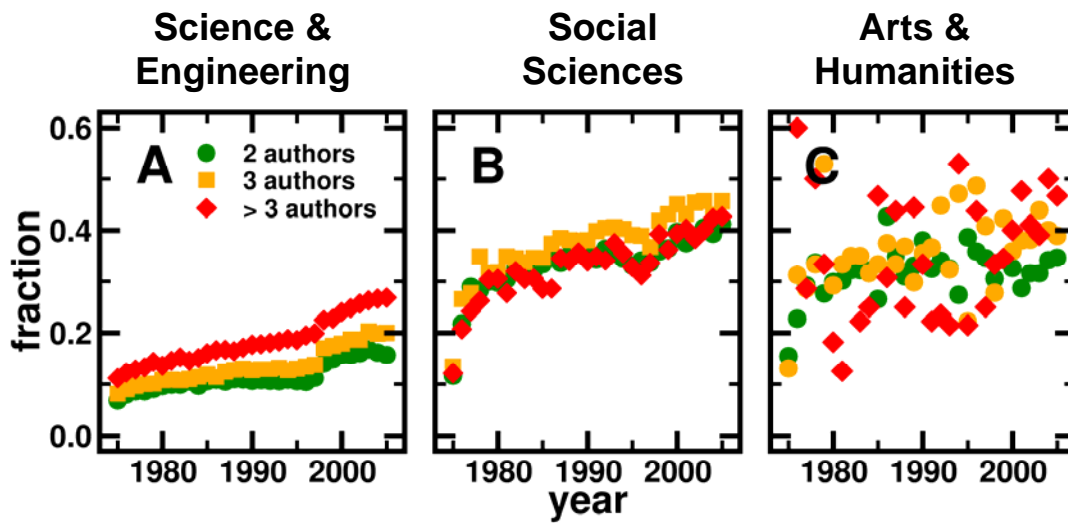 Science &
Engineering
Social
Sciences
Arts &
Humanities
fraction
0.6
0.4
0.2
0.0
A
2 authors
3 authors
> 3 authors
B
C
1980 1990 2000
1980 1990 2000
1980 1990 2000
year